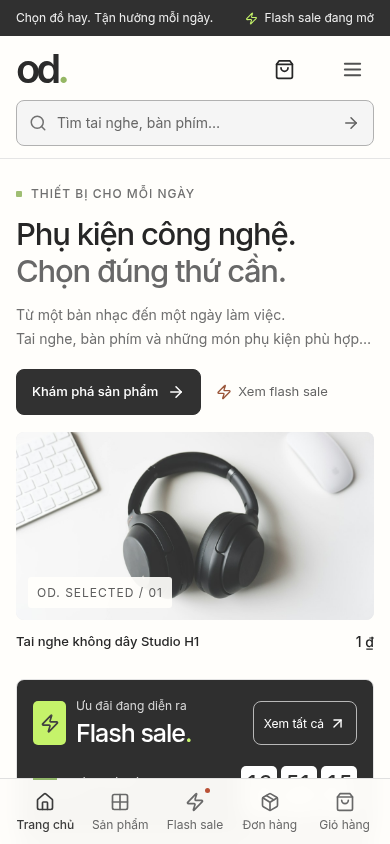 Chọn đồ hay. Tận hưởng mỗi ngày.
Flash sale đang mở
od.
Tìm tai nghe, bàn phím...
THIẾT BỊ CHO MỖI NGÀY
Phụ kiện công nghệ.
Chọn đúng thứ cần.
Từ một bản nhạc đến một ngày làm việc.
Tai nghe, bàn phím và những món phụ kiện phù hợp...
Khám phá sản phẩm
Xem flash sale
OD. SELECTED / 01
Tai nghe không dây Studio H1
1 ₫
Ưu đãi đang diễn ra
Flash sale.
Xem tất cả
Trang chủ
Sản phẩm
Flash sale
Đơn hàng
Giỏ hàng